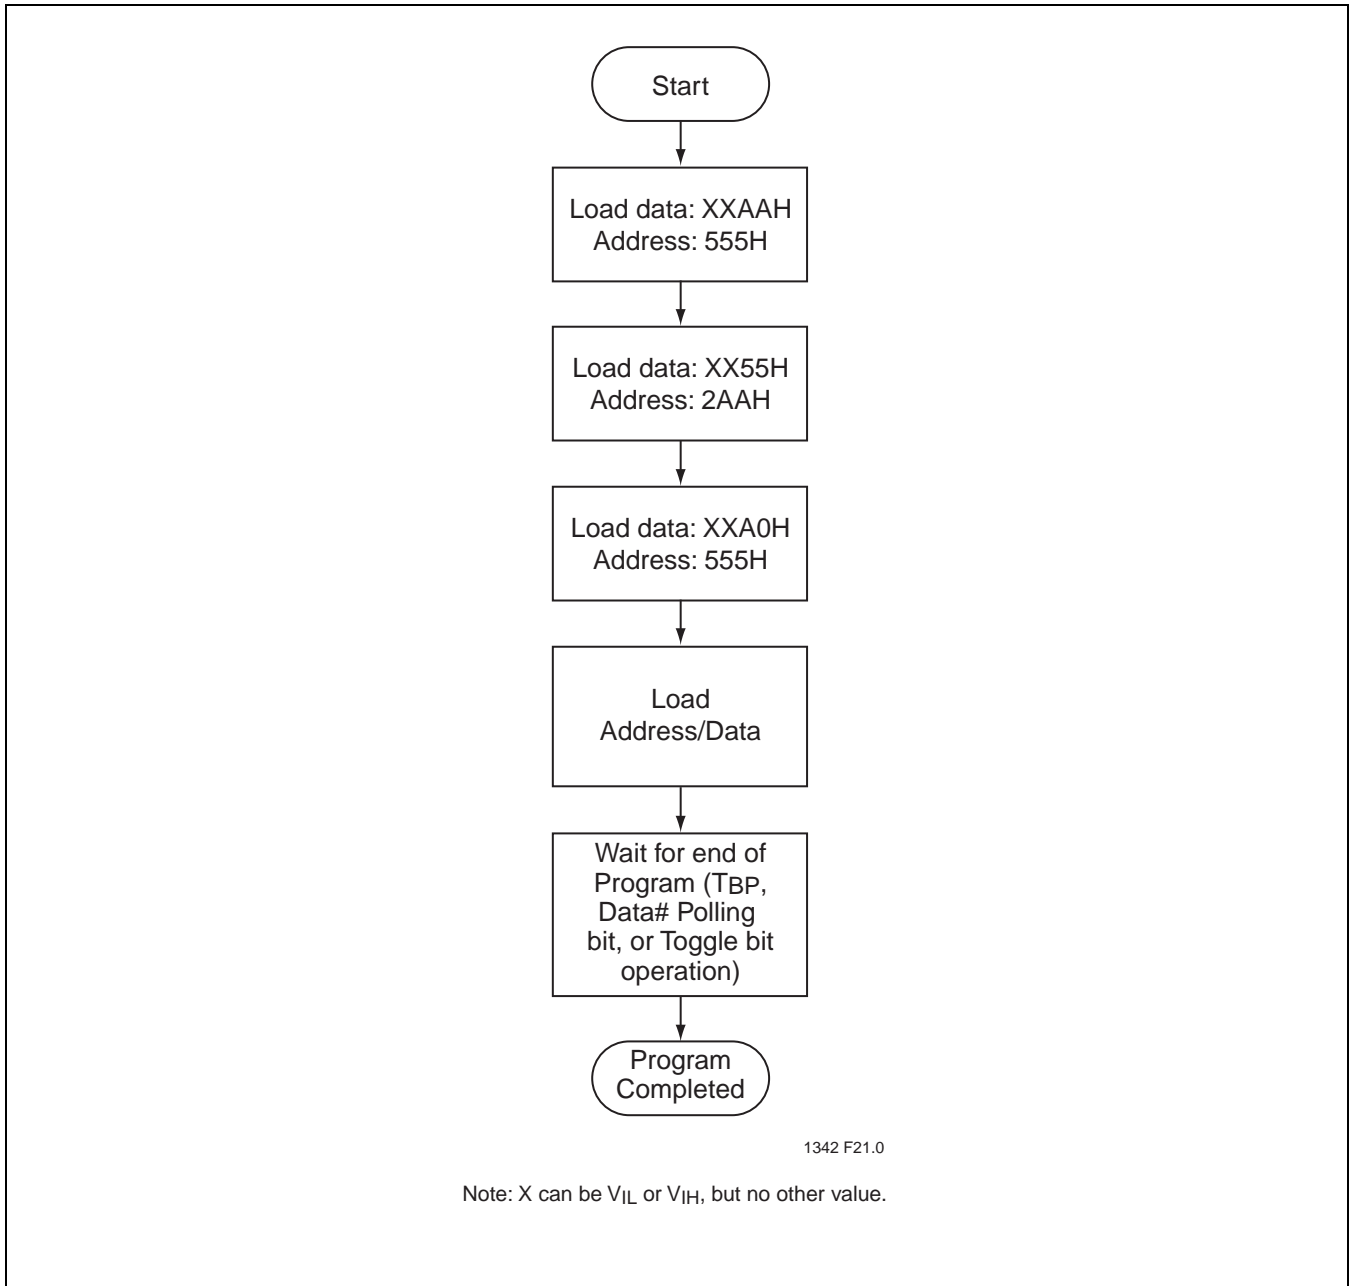 Start
Load data: XXAAH
Address: 555H
Load data: XX55H
Address: 2AAH
Load data: XXA0H
Address: 555H
Load
Address/Data
Wait for end of
Program (TBP,
Data# Polling
bit, or Toggle bit
operation)
Program
Completed
1342 F21.0
Note: X can be VIL or VIH, but no other value.